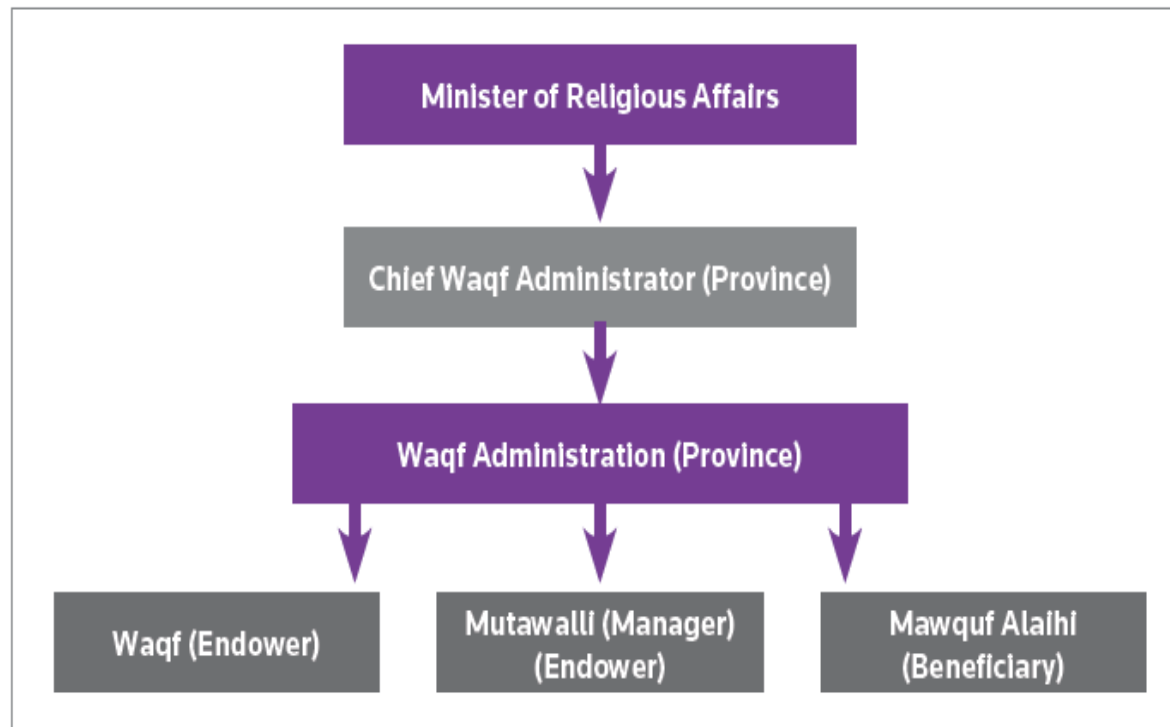 Minister of Religious Affairs
Chief Waqf Administrator (Province)
Waqf Administration (Province)
Waqf (Endower)
Mutawalli (Manager)
(Endower)
Mawquf Alaihi
(Beneficiary)